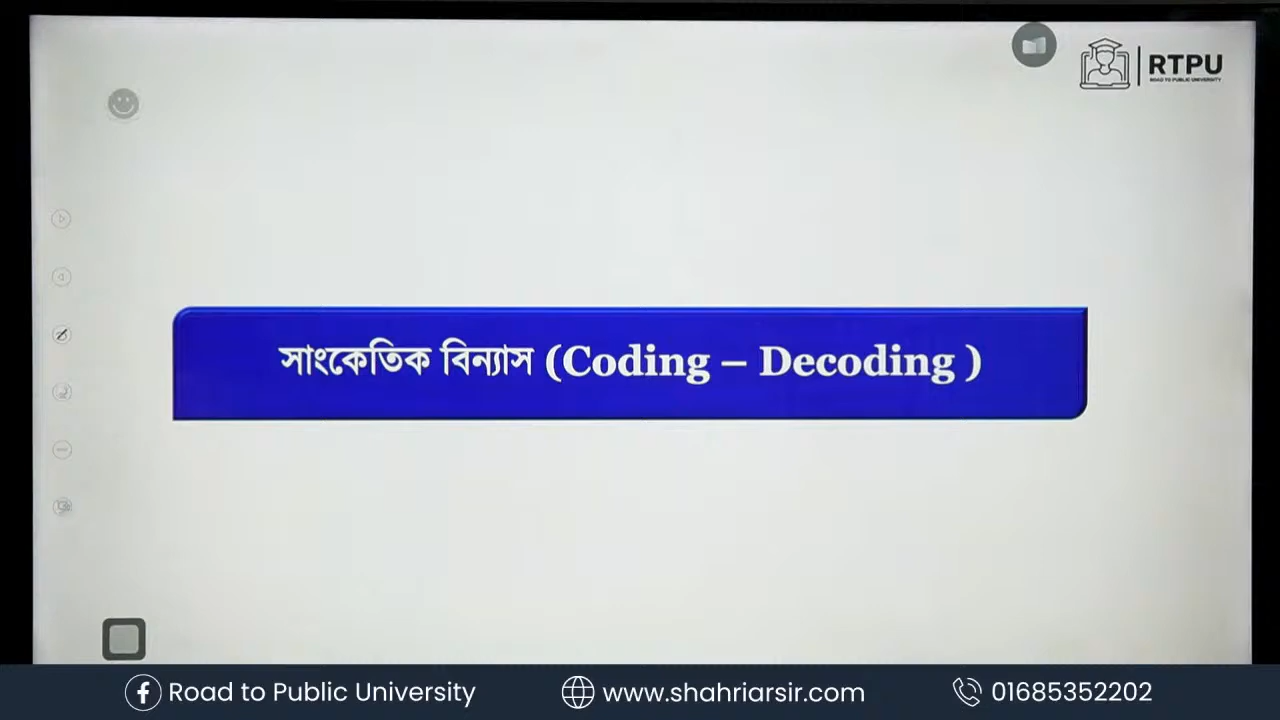 RTPU
ROAD TO PUBLIC UNIVERSITY
সাংকেতিক বিন্যাস (Coding – Decoding )
Road to Public University
www.shahriarsir.com
01685352202